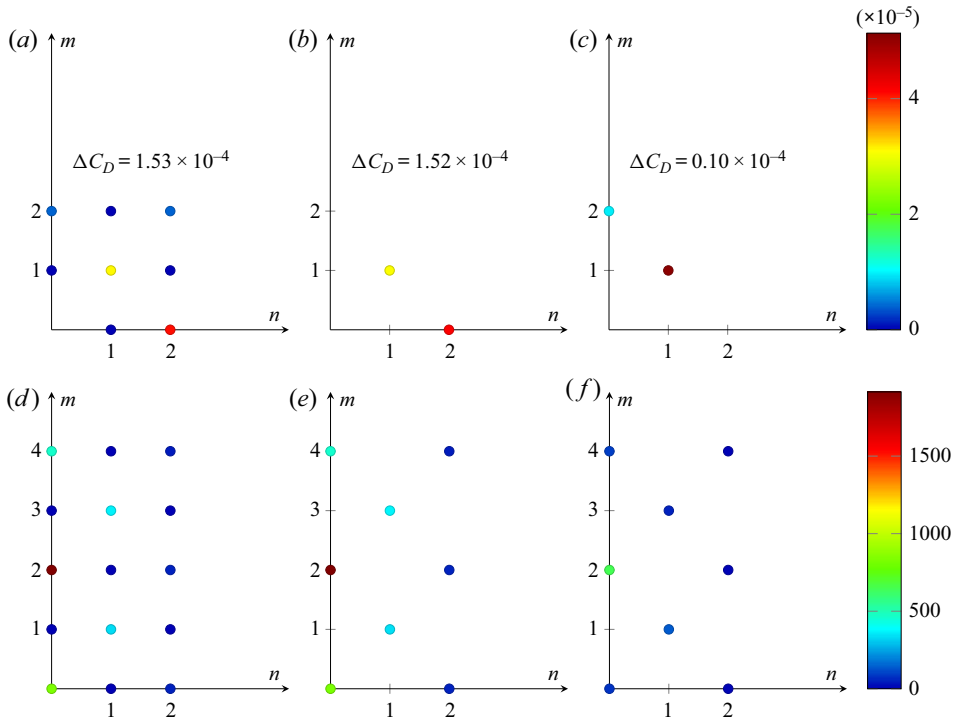 (a) m (b) m (c) m (×10⁻⁵)
4
ΔC_D = 1.53 × 10⁻⁴ ΔC_D = 1.52 × 10⁻⁴ ΔC_D = 0.10 × 10⁻⁴
2 2 2 2
1 1 1
n n n 0
1 2 1 2 1 2
(d) m (e) m (f) m
4 4 4 1500
3 3 3
1000
2 2 2
500
1 1 1
n n n 0
1 2 1 2 1 2